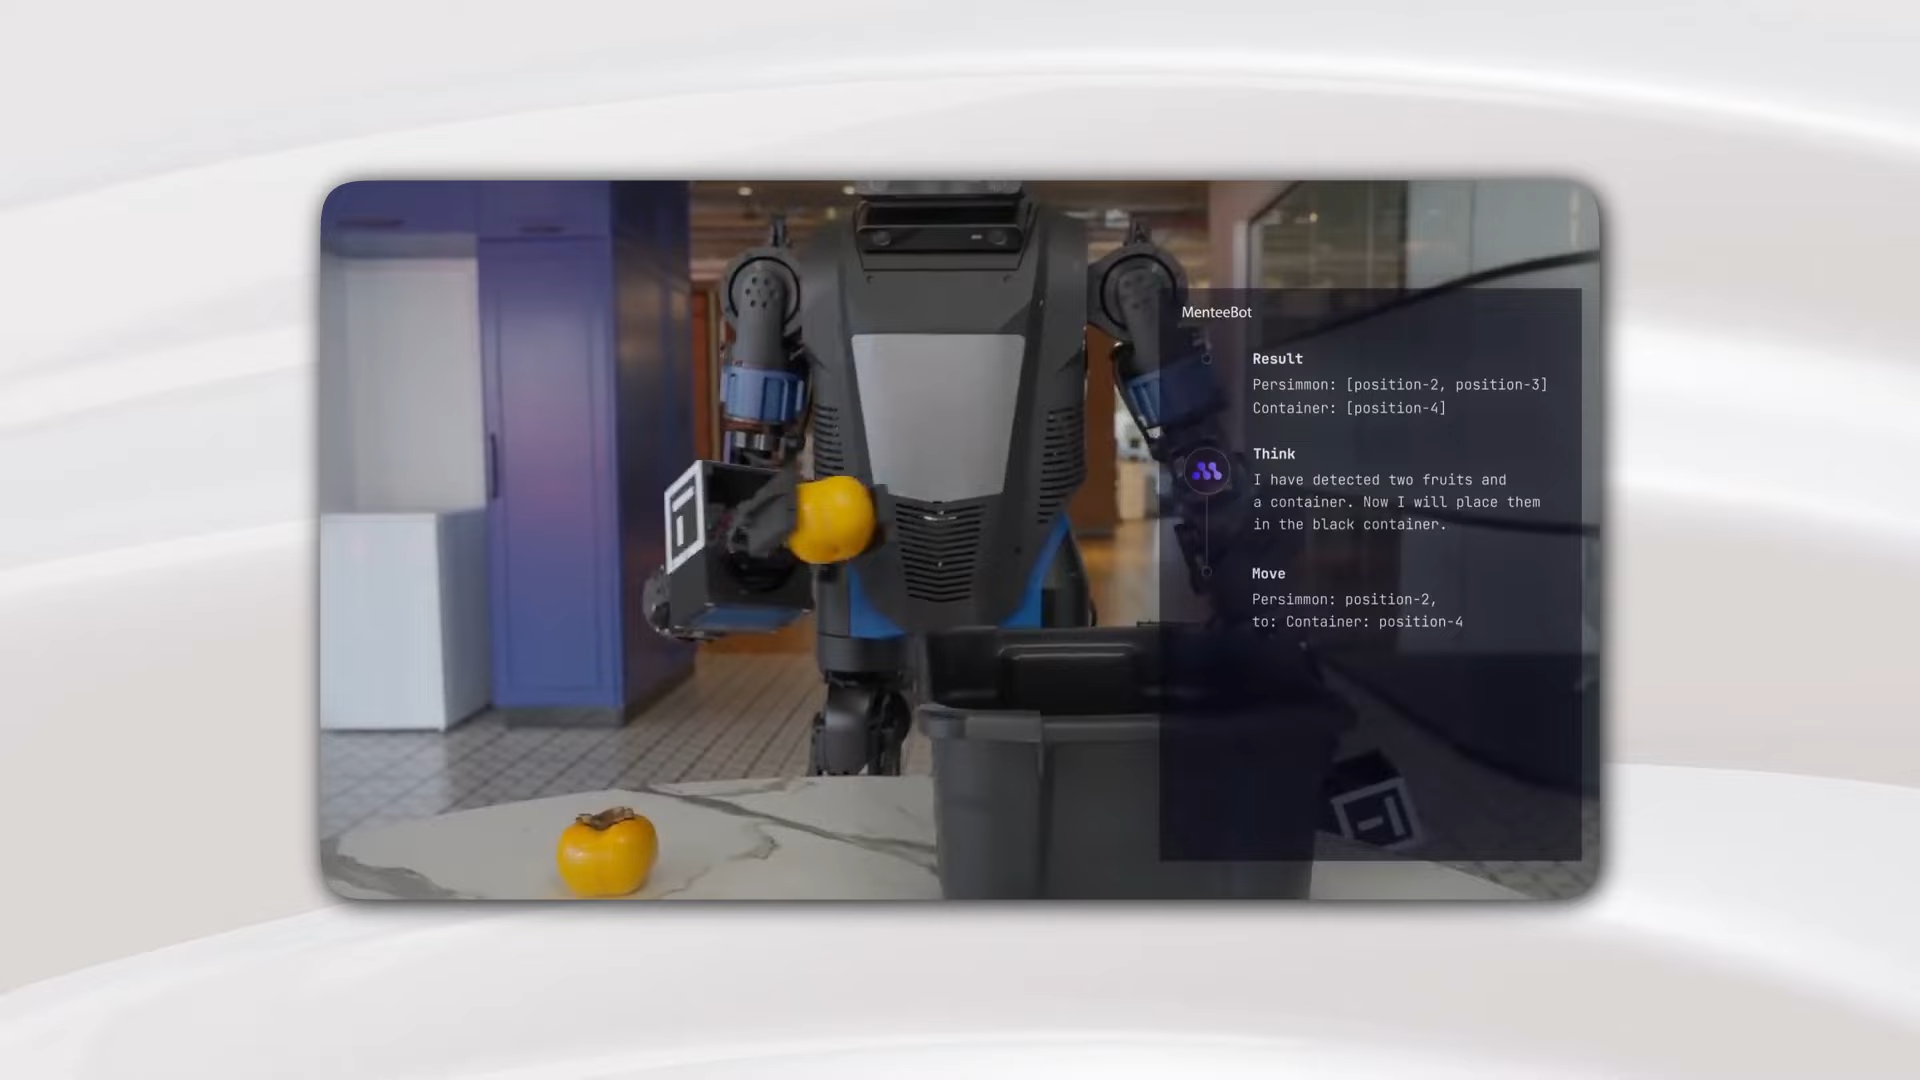 MenteeBot
Result
Persimmon: [position-2, position-3]
Container: [position-4]
Think
I have detected two fruits and
a container. Now I will place them
in the black container.
Move
Persimmon: position-2,
to: Container: position-4